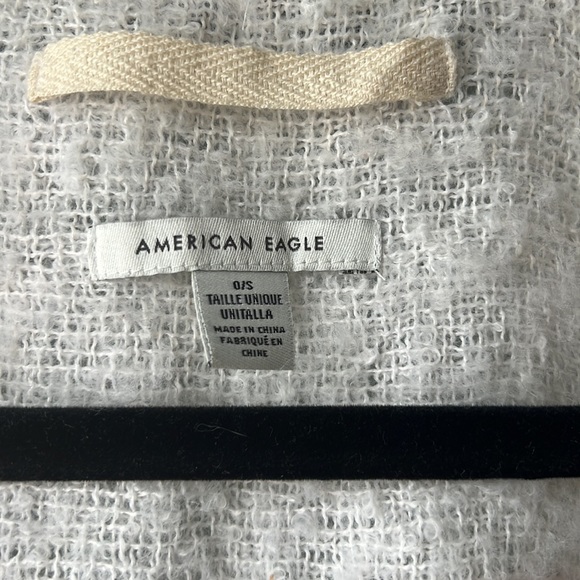 AMERICAN EAGLE
O/S
TAILLE UNIQUE
UNITALLA
MADE IN CHINA
FABRIQUÉ EN
CHINE